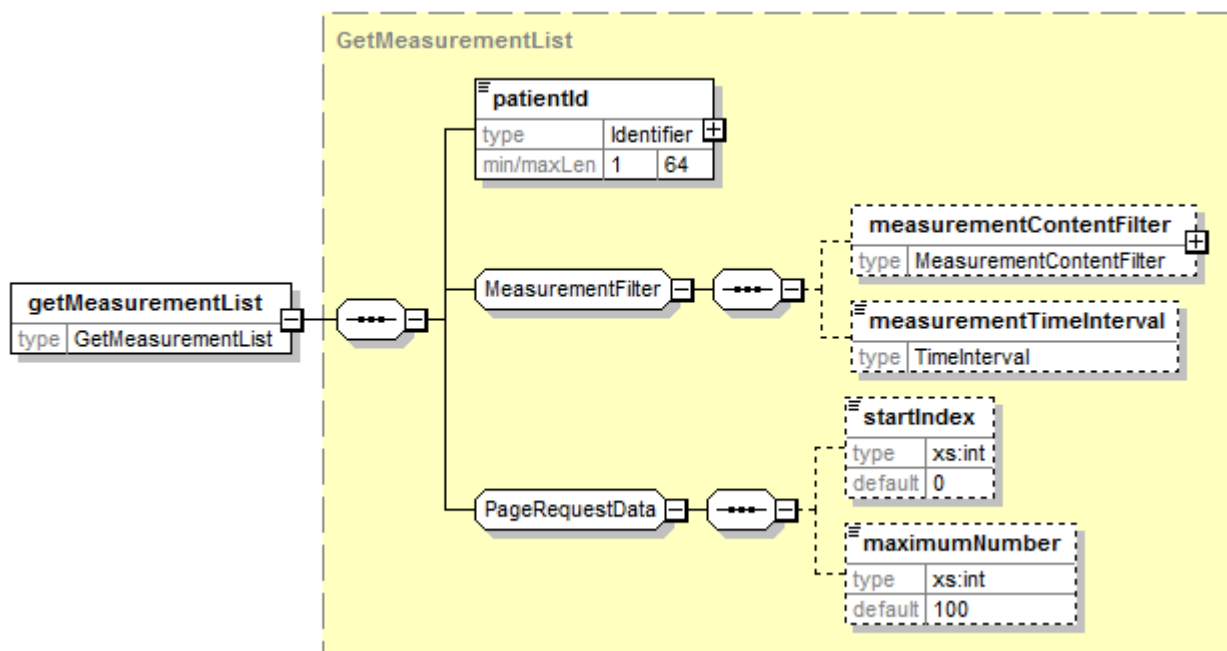 GetMeasurementList
patientId
type Identifier
min/maxLen 1 64
measurementContentFilter
type MeasurementContentFilter
MeasurementFilter
getMeasurementList
type GetMeasurementList
measurementTimeInterval
type TimeInterval
startIndex
type xs:int
default 0
PageRequestData
maximumNumber
type xs:int
default 100